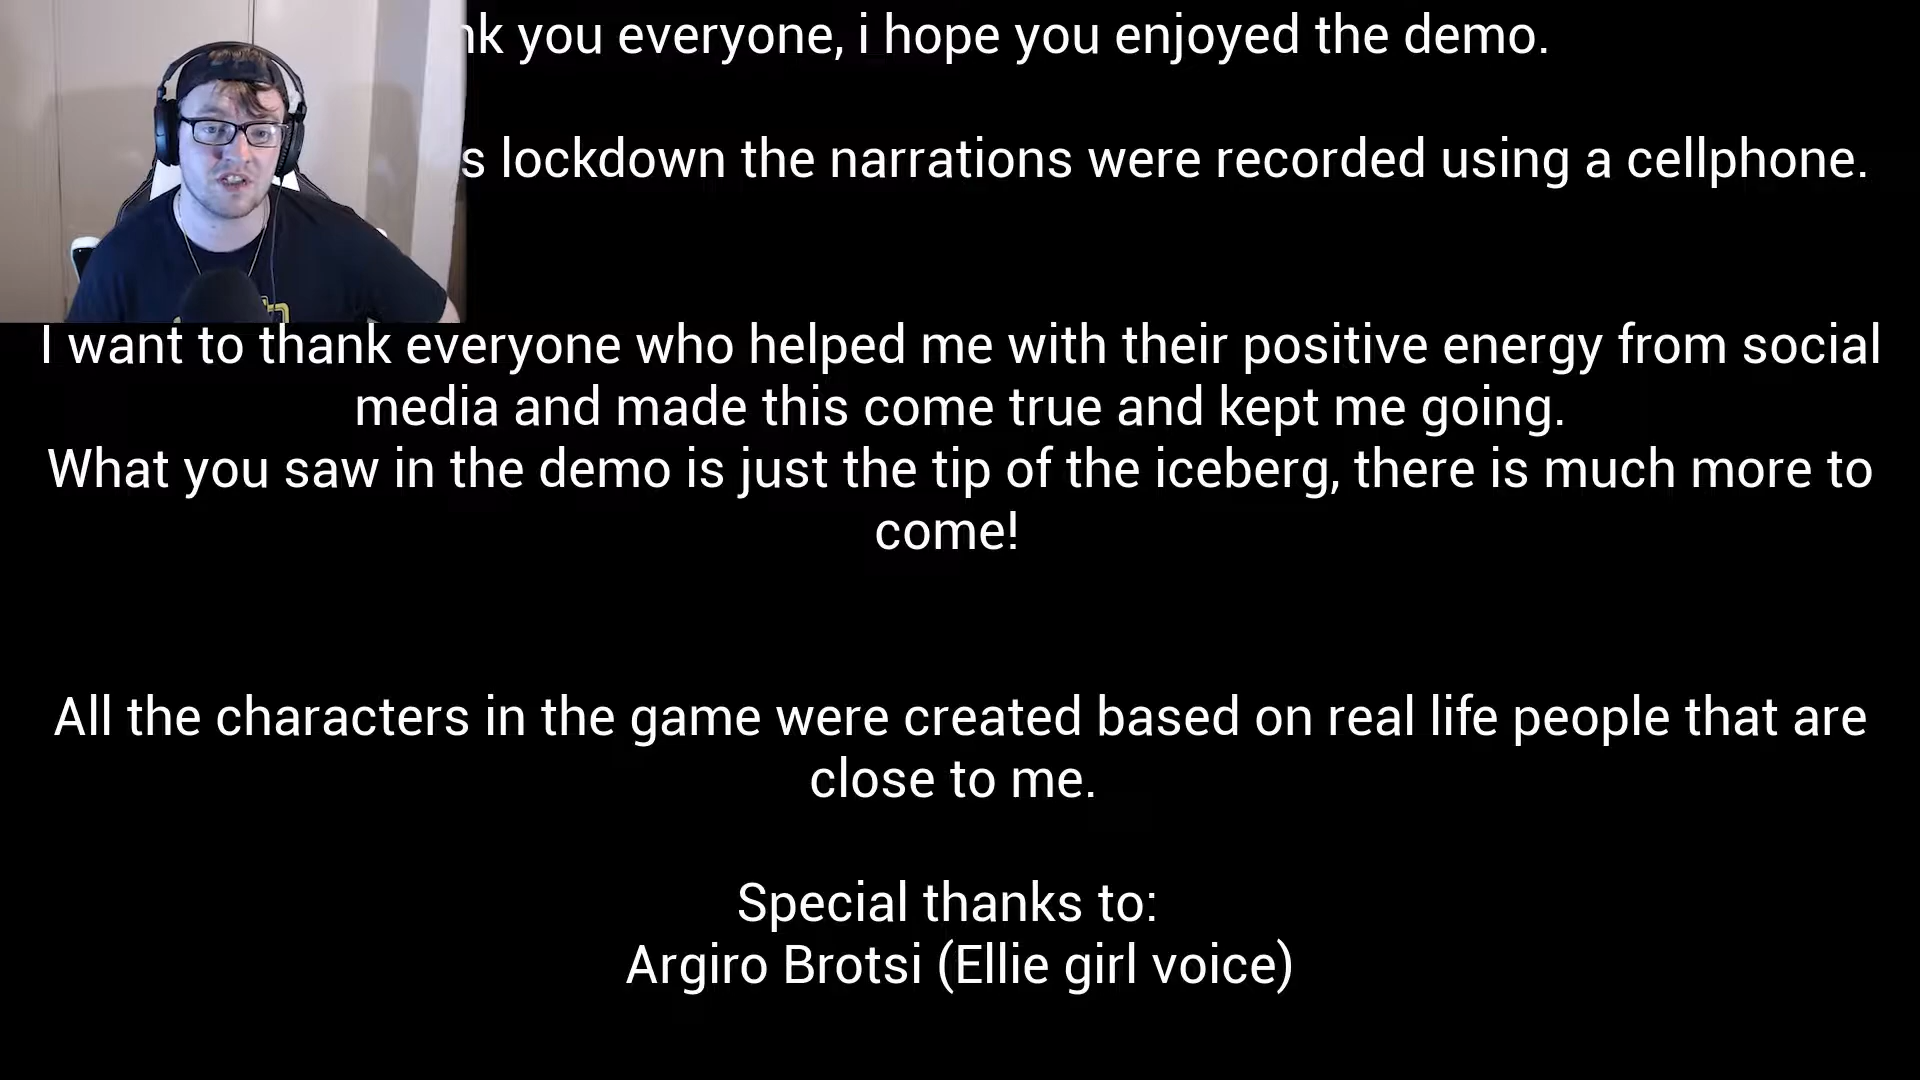 you everyone, i hope you enjoyed the demo.
lockdown the narrations were recorded using a cellphone.
I want to thank everyone who helped me with their positive energy from social
media and made this come true and kept me going.
What you saw in the demo is just the tip of the iceberg, there is much more to
come!
All the characters in the game were created based on real life people that are
close to me.
Special thanks to:
Argiro Brotsi (Ellie girl voice)